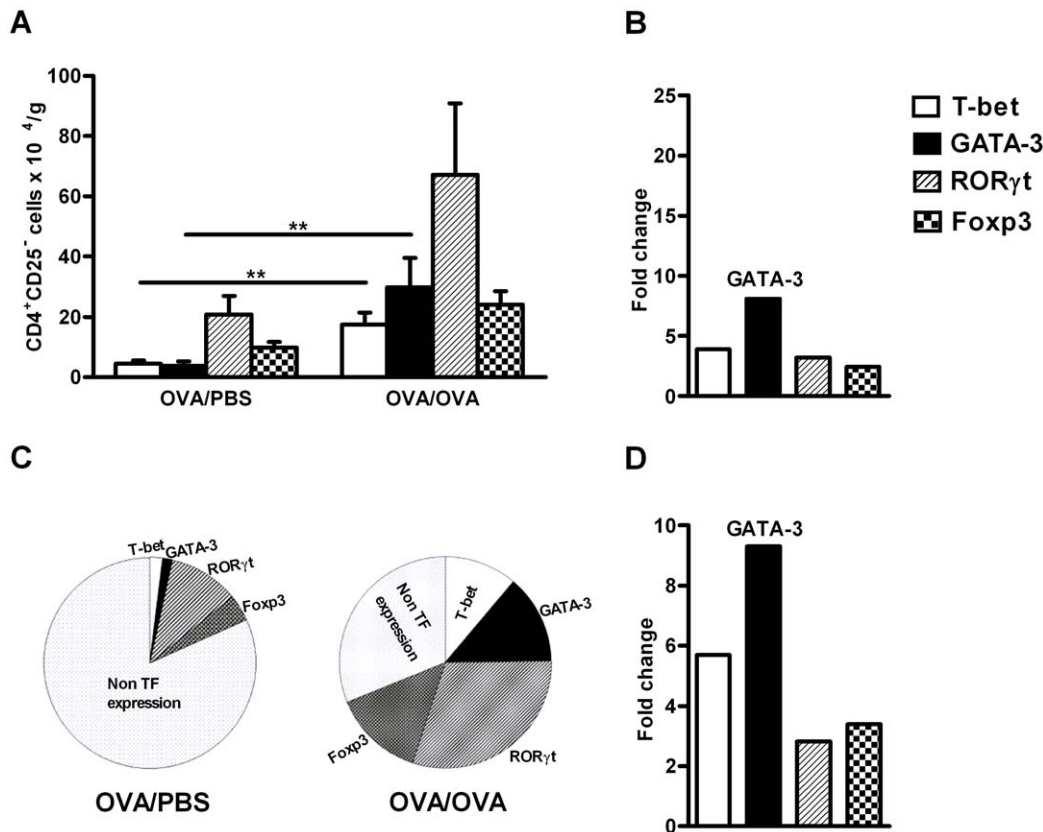 A
CD4+CD25- cells x 10 4/g
100
80
60
40
20
0
**
**
OVA/PBS
OVA/OVA
B
Fold change
25
20
15
10
5
0
GATA-3
T-bet
GATA-3
RORγt
Foxp3
C
T-bet
GATA-3
RORγt
Foxp3
Non TF
expression
OVA/PBS
Non TF
expression
T-bet
GATA-3
RORγt
Foxp3
OVA/OVA
D
Fold change
10
8
6
4
2
0
GATA-3